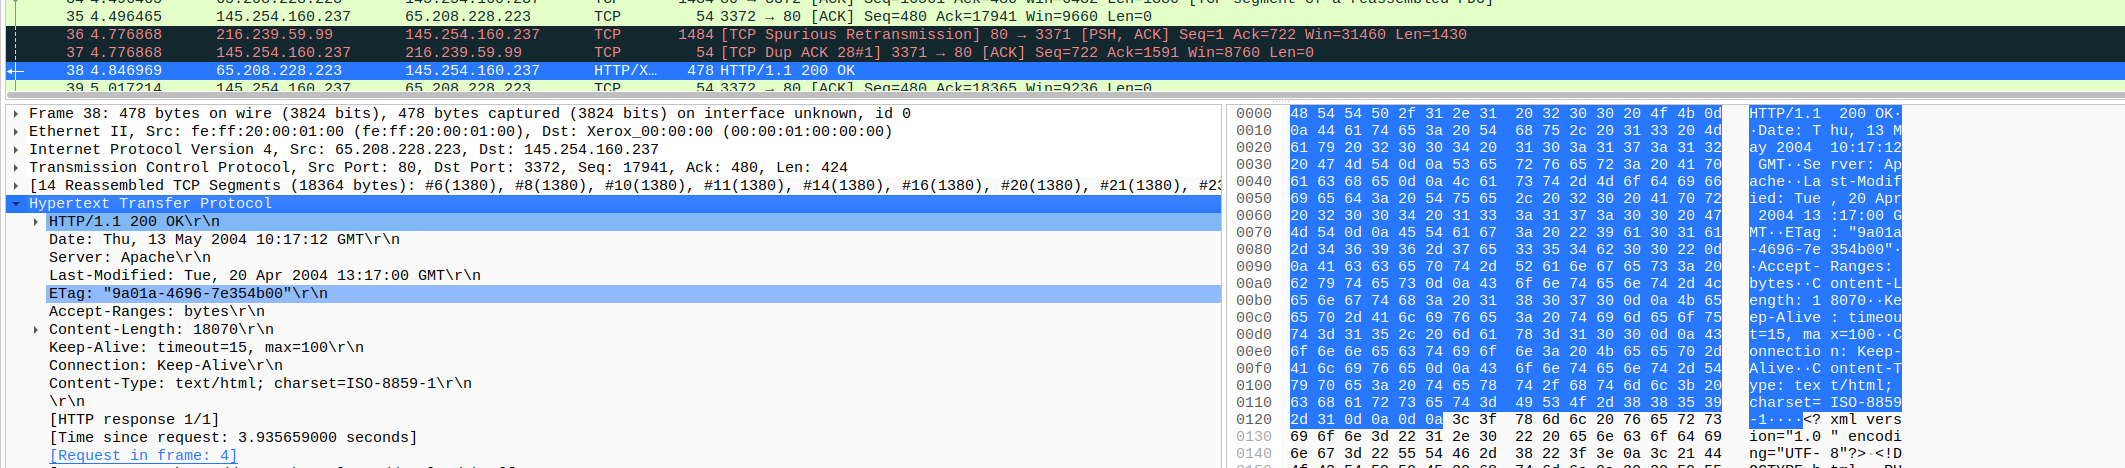 35 4.496465 145.254.160.237 65.208.228.223 TCP 54 3372 → 80 [ACK] Seq=480 Ack=17941 Win=9660 Len=0
36 4.776868 216.239.59.99 145.254.160.237 TCP 1484 [TCP Spurious Retransmission] 80 → 3371 [PSH, ACK] Seq=1 Ack=722 Win=31460 Len=1430
37 4.776868 145.254.160.237 216.239.59.99 TCP 54 [TCP Dup ACK 28#1] 3371 → 80 [ACK] Seq=722 Ack=1591 Win=8760 Len=0
38 4.846969 65.208.228.223 145.254.160.237 HTTP/X… 478 HTTP/1.1 200 OK
39 5.017214 145.254.160.237 65.208.228.223 TCP 54 3372 → 80 [ACK] Seq=480 Ack=18365 Win=9236 Len=0
Frame 38: 478 bytes on wire (3824 bits), 478 bytes captured (3824 bits) on interface unknown, id 0
Ethernet II, Src: fe:ff:20:00:01:00 (fe:ff:20:00:01:00), Dst: Xerox_00:00:00 (00:00:01:00:00:00)
Internet Protocol Version 4, Src: 65.208.228.223, Dst: 145.254.160.237
Transmission Control Protocol, Src Port: 80, Dst Port: 3372, Seq: 17941, Ack: 480, Len: 424
[14 Reassembled TCP Segments (18364 bytes): #6(1380), #8(1380), #10(1380), #11(1380), #14(1380), #16(1380), #20(1380), #21(1380), #23
Hypertext Transfer Protocol
HTTP/1.1 200 OK\r\n
Date: Thu, 13 May 2004 10:17:12 GMT\r\n
Server: Apache\r\n
Last-Modified: Tue, 20 Apr 2004 13:17:00 GMT\r\n
ETag: "9a01a-4696-7e354b00"\r\n
Accept-Ranges: bytes\r\n
Content-Length: 18070\r\n
Keep-Alive: timeout=15, max=100\r\n
Connection: Keep-Alive\r\n
Content-Type: text/html; charset=ISO-8859-1\r\n
\r\n
[HTTP response 1/1]
[Time since request: 3.935659000 seconds]
[Request in frame: 4]
0000 48 54 54 50 2f 31 2e 31 20 32 30 30 20 4f 4b 0d HTTP/1.1 200 OK·
0010 0a 44 61 74 65 3a 20 54 68 75 2c 20 31 33 20 4d ·Date: T hu, 13 M
0020 61 79 20 32 30 30 34 20 31 30 3a 31 37 3a 31 32 ay 2004 10:17:12
0030 20 47 4d 54 0d 0a 53 65 72 76 65 72 3a 20 41 70 GMT··Se rver: Ap
0040 61 63 68 65 0d 0a 4c 61 73 74 2d 4d 6f 64 69 66 ache··La st-Modif
0050 69 65 64 3a 20 54 75 65 2c 20 32 30 20 41 70 72 ied: Tue , 20 Apr
0060 20 32 30 30 34 20 31 33 3a 31 37 3a 30 30 20 47 2004 13 :17:00 G
0070 4d 54 0d 0a 45 54 61 67 3a 20 22 39 61 30 31 61 MT··ETag : "9a01a
0080 2d 34 36 39 36 2d 37 65 33 35 34 62 30 30 22 0d -4696-7e 354b00"·
0090 0a 41 63 63 65 70 74 2d 52 61 6e 67 65 73 3a 20 ·Accept- Ranges:
00a0 62 79 74 65 73 0d 0a 43 6f 6e 74 65 6e 74 2d 4c bytes··C ontent-L
00b0 65 6e 67 74 68 3a 20 31 38 30 37 30 0d 0a 4b 65 ength: 1 8070··Ke
00c0 65 70 2d 41 6c 69 76 65 3a 20 74 69 6d 65 6f 75 ep-Alive : timeou
00d0 74 3d 31 35 2c 20 6d 61 78 3d 31 30 30 0d 0a 43 t=15, ma x=100··C
00e0 6f 6e 6e 65 63 74 69 6f 6e 3a 20 4b 65 65 70 2d onnectio n: Keep-
00f0 41 6c 69 76 65 0d 0a 43 6f 6e 74 65 6e 74 2d 54 Alive··C ontent-T
0100 79 70 65 3a 20 74 65 78 74 2f 68 74 6d 6c 3b 20 ype: tex t/html;
0110 63 68 61 72 73 65 74 3d 49 53 4f 2d 38 38 35 39 charset= ISO-8859
0120 2d 31 0d 0a 0d 0a 3c 3f 78 6d 6c 20 76 65 72 73 -1····<? xml vers
0130 69 6f 6e 3d 22 31 2e 30 22 20 65 6e 63 6f 64 69 ion="1.0 " encodi
0140 6e 67 3d 22 55 54 46 2d 38 22 3f 3e 0a 3c 21 44 ng="UTF- 8"?>·<!D